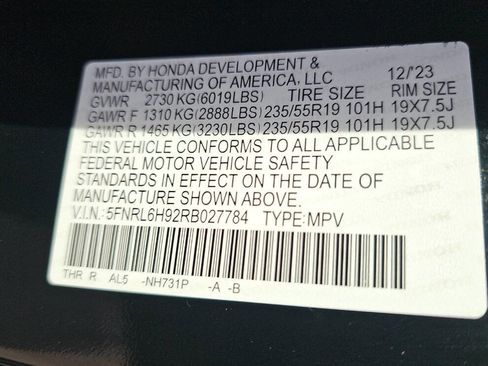 MFD. BY HONDA DEVELOPMENT &
MANUFACTURING OF AMERICA, LLC 12/'23
GVWR 2730 KG(6019LBS) TIRE SIZE RIM SIZE
GAWR F 1310 KG(2888LBS) 235/55R19 101H 19X7.5J
GAWR R 1465 KG(3230LBS) 235/55R19 101H 19X7.5J
THIS VEHICLE CONFORMS TO ALL APPLICABLE
FEDERAL MOTOR VEHICLE SAFETY
STANDARDS IN EFFECT ON THE DATE OF
MANUFACTURE SHOWN ABOVE.
V.I.N.: 5FNRL6H92RB027784 TYPE:MPV
THR R AL5 -NH731P -A -B